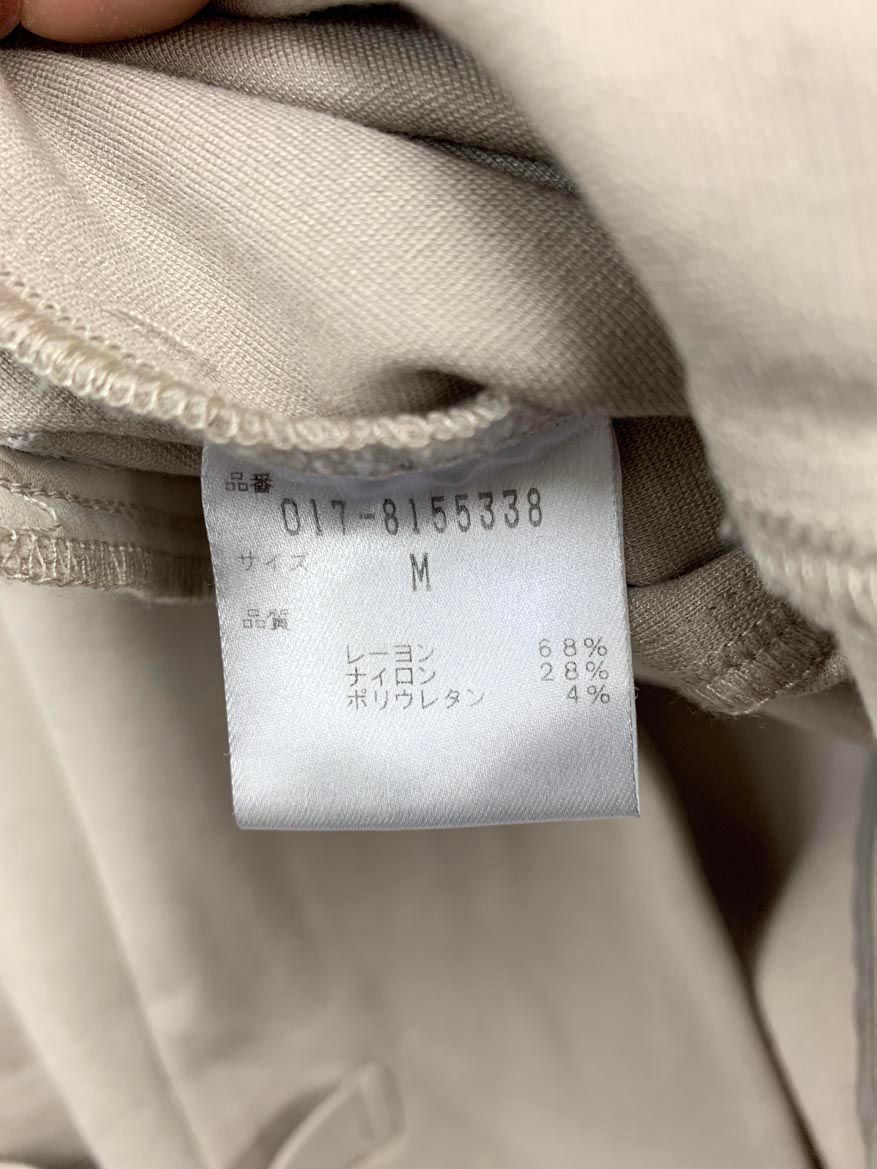 品番
017-8155338
サイズ
M
品質
レーヨン 68%
ナイロン 28%
ポリウレタン 4%